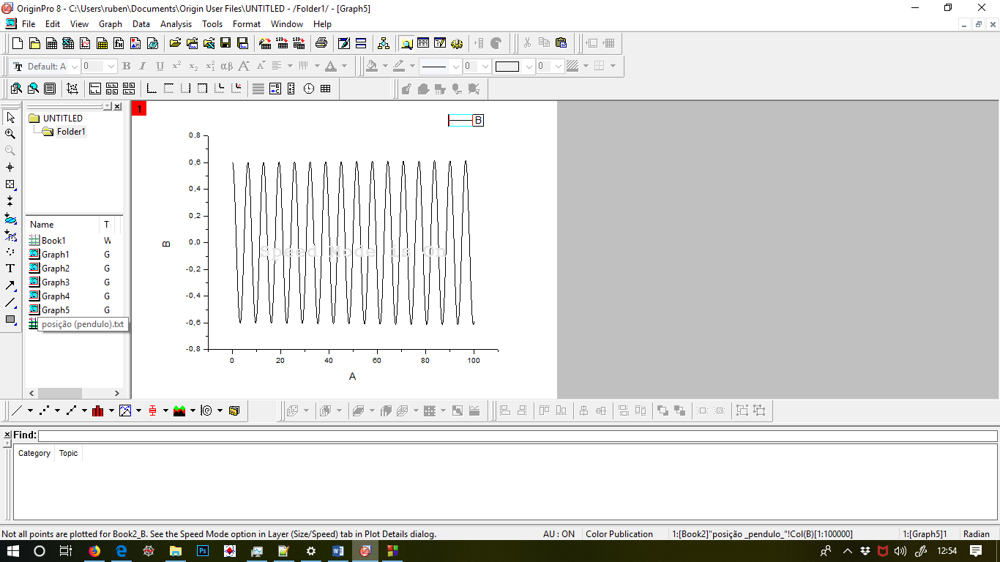 OriginPro 8 - C:\Users\ruben\Documents\Origin User Files\UNTITLED - /Folder1/ - [Graph5]
File Edit View Graph Data Analysis Tools Format Window Help
Default: A 0 B I U x² x₂ αβ A A A 0 0
1
UNTITLED
Folder1
Name T
Book1 W
Graph1 G
Graph2 G
Graph3 G
Graph4 G
Graph5 G
posição (pendulo).txt
T
B
0,8
0,6
0,4
0,2
0,0
-0,2
-0,4
-0,6
-0,8
B
Speed Mode is On
0 20 40 60 80 100
A
Find:
Category Topic
Not all points are plotted for Book2_B. See the Speed Mode option in Layer (Size/Speed) tab in Plot Details dialog. AU : ON Color Publication 1:[Book2]"posição _pendulo_"!Col(B)[1:100000] 1:[Graph5]1 Radian
12:54